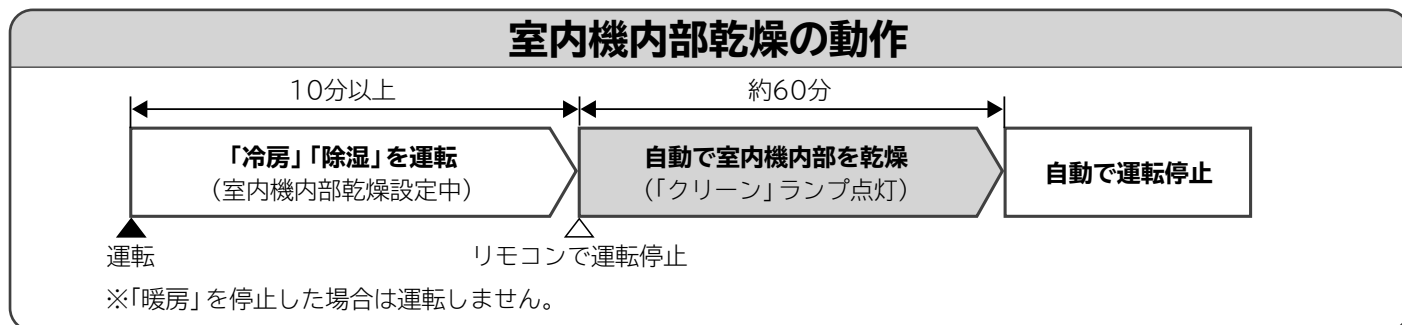 室内機内部乾燥の動作
10分以上
約60分
「冷房」「除湿」を運転
（室内機内部乾燥設定中）
自動で室内機内部を乾燥
（「クリーン」ランプ点灯）
自動で運転停止
運転
リモコンで運転停止
※「暖房」を停止した場合は運転しません。